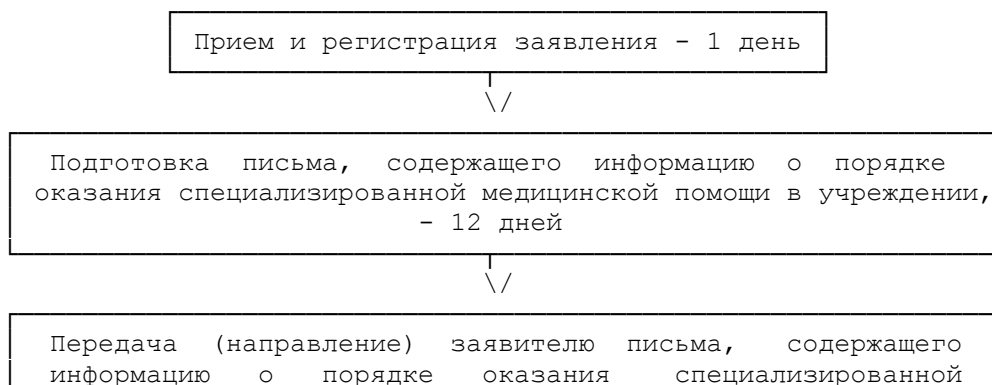 Прием и регистрация заявления - 1 день
\/
Подготовка письма, содержащего информацию о порядке
оказания специализированной медицинской помощи в учреждении,
- 12 дней
\/
Передача (направление) заявителю письма, содержащего
информацию о порядке оказания специализированной